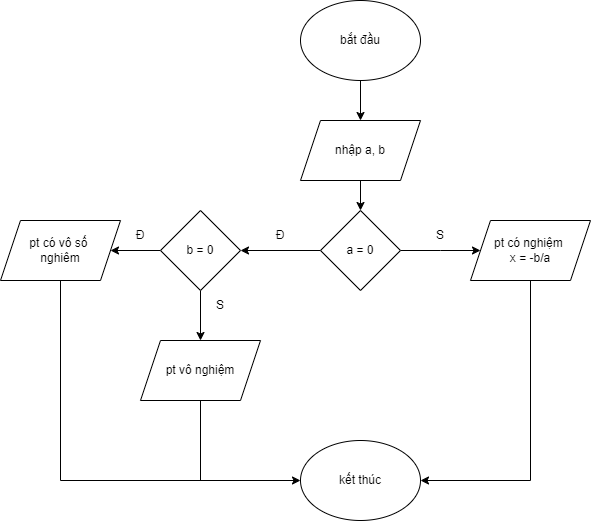 bắt đầu
nhập a, b
a = 0
Đ
S
b = 0
Đ
S
pt có vô số
nghiệm
pt có nghiệm
x = -b/a
pt vô nghiệm
kết thúc